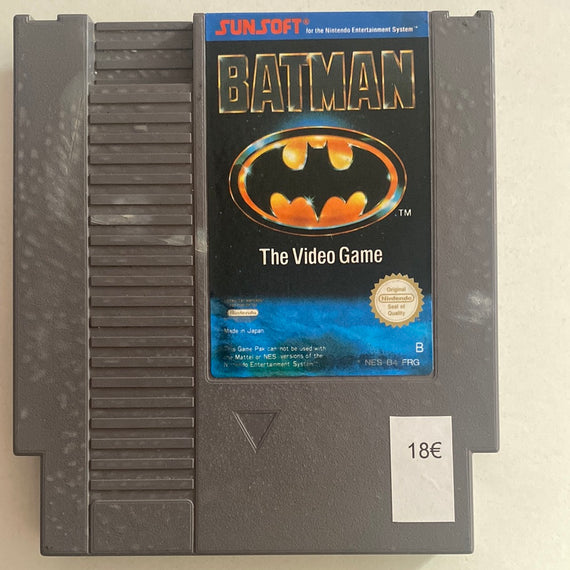 SUNSOFT® for the Nintendo Entertainment System™
BATMAN
TM
The Video Game
Original
Nintendo
Seal of
Quality
Nintendo
Made in Japan
This Game Pak can not be used with
the Mattel or NES versions of the
Nintendo Entertainment System.
B
NES-B4-FRG
18€